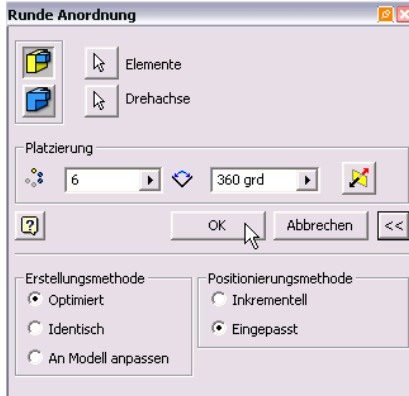 Runde Anordnung
Elemente
Drehachse
Platzierung
6
360 grd
OK
Abbrechen
<<
Erstellungsmethode
Optimiert
Identisch
An Modell anpassen
Positionierungsmethode
Inkrementell
Eingepasst